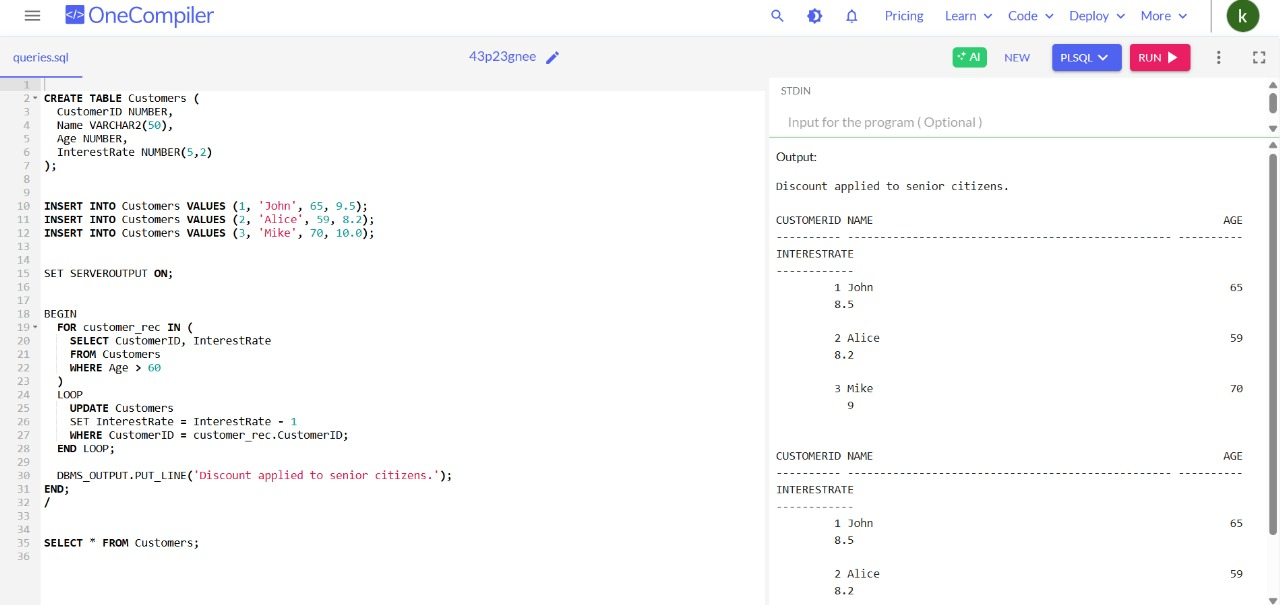 OneCompiler
Pricing Learn Code Deploy More k
queries.sql 43p23gnee AI NEW PLSQL RUN
1
2 CREATE TABLE Customers (
3   CustomerID NUMBER,
4   Name VARCHAR2(50),
5   Age NUMBER,
6   InterestRate NUMBER(5,2)
7 );
8
9
10 INSERT INTO Customers VALUES (1, 'John', 65, 9.5);
11 INSERT INTO Customers VALUES (2, 'Alice', 59, 8.2);
12 INSERT INTO Customers VALUES (3, 'Mike', 70, 10.0);
13
14
15 SET SERVEROUTPUT ON;
16
17
18 BEGIN
19   FOR customer_rec IN (
20     SELECT CustomerID, InterestRate
21     FROM Customers
22     WHERE Age > 60
23   )
24   LOOP
25     UPDATE Customers
26     SET InterestRate = InterestRate - 1
27     WHERE CustomerID = customer_rec.CustomerID;
28   END LOOP;
29
30   DBMS_OUTPUT.PUT_LINE('Discount applied to senior citizens.');
31 END;
32 /
33
34
35 SELECT * FROM Customers;
36
STDIN
Input for the program ( Optional )
Output:
Discount applied to senior citizens.
CUSTOMERID NAME AGE
---------- -------------------------------------------------- ----------
INTERESTRATE
------------
1 John 65
8.5
2 Alice 59
8.2
3 Mike 70
9
CUSTOMERID NAME AGE
---------- -------------------------------------------------- ----------
INTERESTRATE
------------
1 John 65
8.5
2 Alice 59
8.2